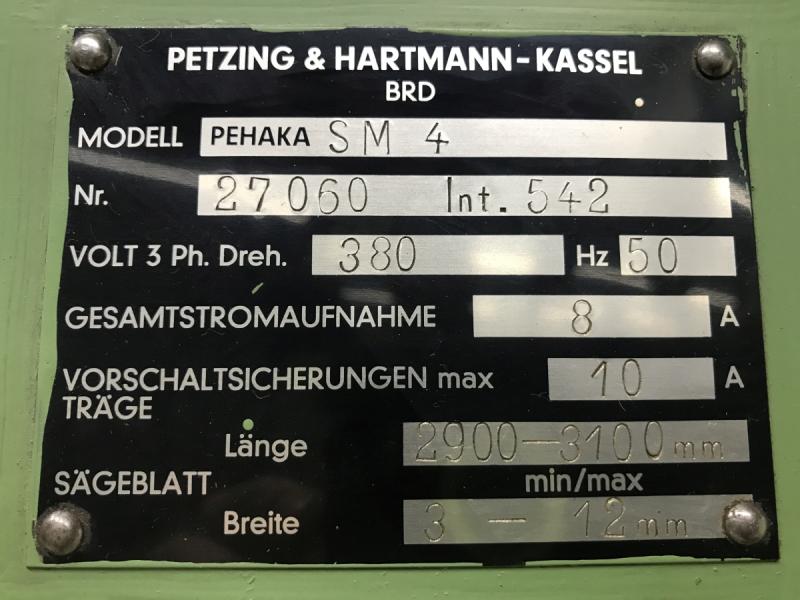 PETZING & HARTMANN-KASSEL
BRD
MODELL PEHAKA SM 4
Nr. 27060 Int. 542
VOLT 3 Ph. Dreh. 380 Hz 50
GESAMTSTROMAUFNAHME 8 A
VORSCHALTSICHERUNGEN max 10 A
TRÄGE
Länge 2900-3100 mm
SÄGEBLATT min/max
Breite 3 - 12 mm